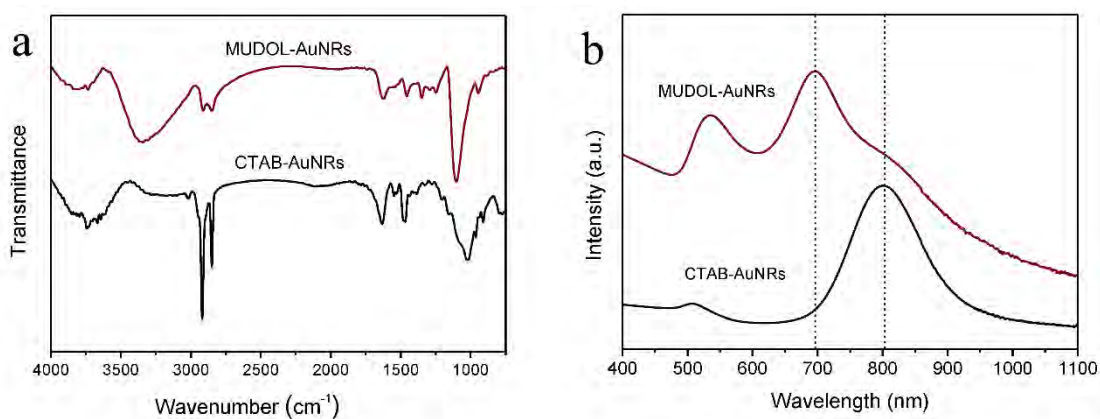 a
MUDOL-AuNRs
CTAB-AuNRs
Transmittance
4000 3500 3000 2500 2000 1500 1000
Wavenumber (cm⁻¹)
b
MUDOL-AuNRs
CTAB-AuNRs
Intensity (a.u.)
400 500 600 700 800 900 1000 1100
Wavelength (nm)